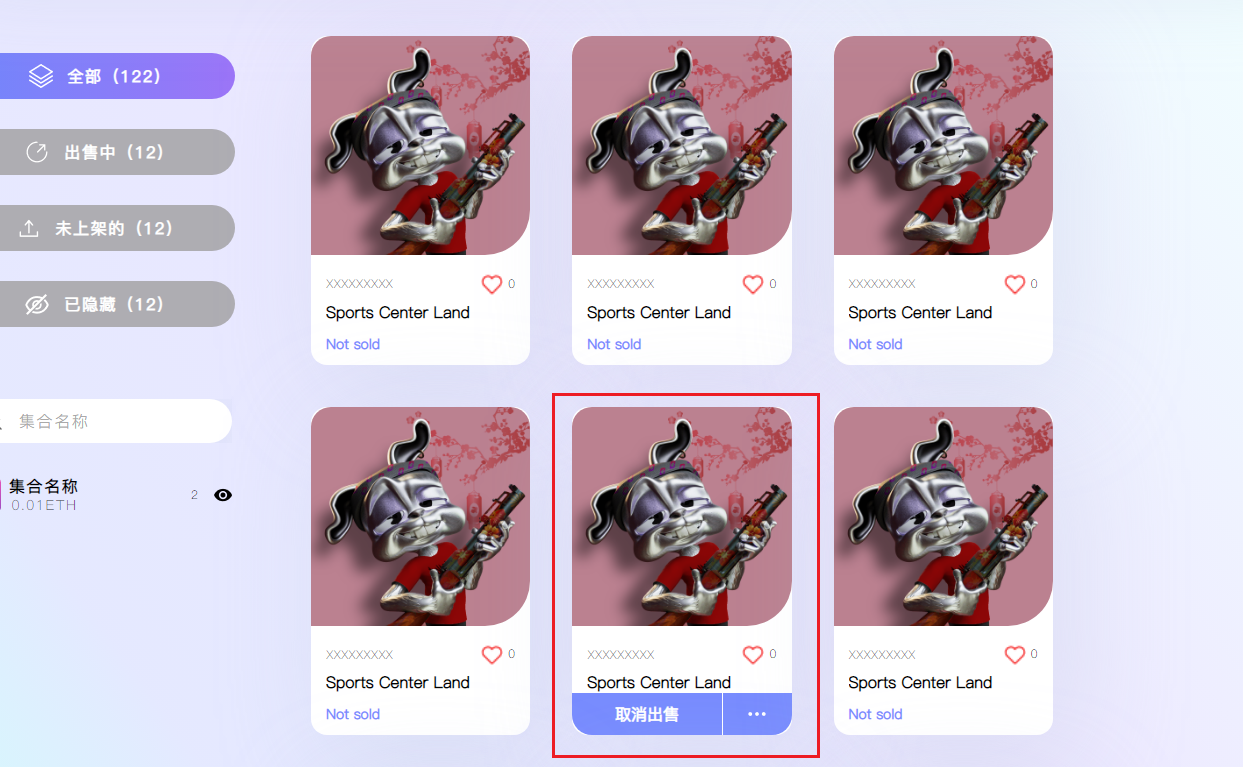 全部（122）
出售中（12）
未上架的（12）
已隐藏（12）
集合名称
集合名称
2
0.01ETH
XXXXXXXXX 0
Sports Center Land
Not sold
XXXXXXXXX 0
Sports Center Land
Not sold
XXXXXXXXX 0
Sports Center Land
Not sold
XXXXXXXXX 0
Sports Center Land
Not sold
XXXXXXXXX 0
Sports Center Land
取消出售 •••
XXXXXXXXX 0
Sports Center Land
Not sold